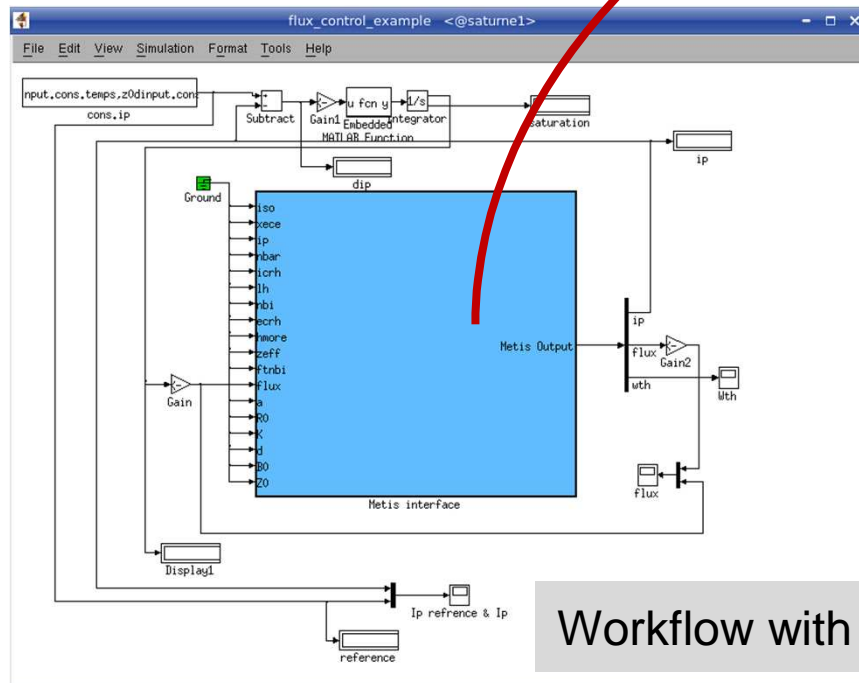 flux_control_example <@saturne1>
File Edit View Simulation Format Tools Help
nput.cons.temps,z0dinput.cons
cons.ip
Subtract
Gain1
u fcn y
Embedded
MATLAB Function
1/s
Integrator
saturation
ip
dip
Ground
iso
xece
ip
nbar
icrh
lh
nbi
ecrh
hmore
zeff
ftnbi
flux
a
R0
K
d
B0
Z0
Metis Output
Metis interface
ip
flux
wth
Gain2
Wth
Gain
flux
Display1
Ip refrence & Ip
reference
Workflow with